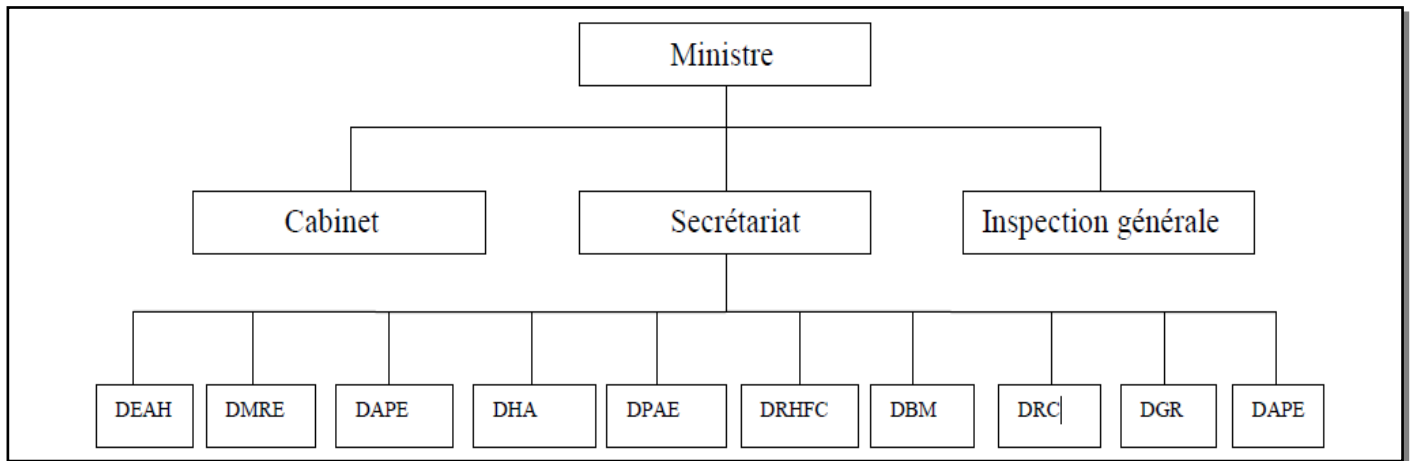 Ministre
Cabinet
Secrétariat
Inspection générale
DEAH
DMRE
DAPE
DHA
DPAE
DRHFC
DBM
DRC
DGR
DAPE